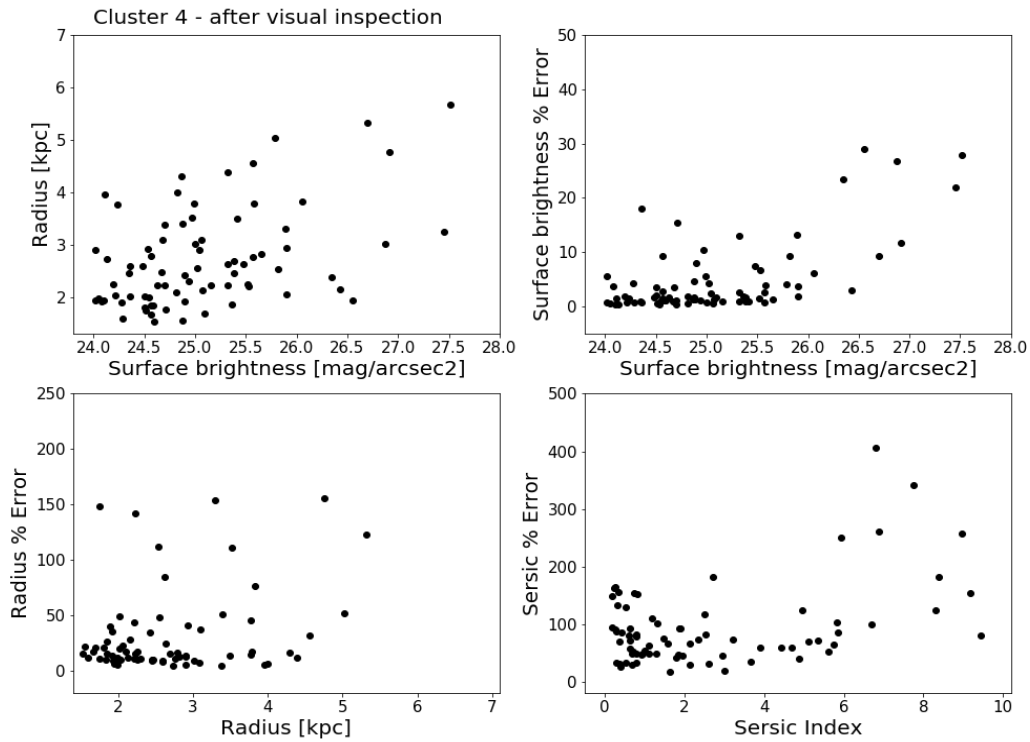 Cluster 4 - after visual inspection
7
6
5
4
3
2
Radius [kpc]
24.0 24.5 25.0 25.5 26.0 26.5 27.0 27.5 28.0
Surface brightness [mag/arcsec2]
50
40
30
20
10
0
Surface brightness % Error
24.0 24.5 25.0 25.5 26.0 26.5 27.0 27.5 28.0
Surface brightness [mag/arcsec2]
250
200
150
100
50
0
Radius % Error
2 3 4 5 6 7
Radius [kpc]
500
400
300
200
100
0
Sersic % Error
0 2 4 6 8 10
Sersic Index